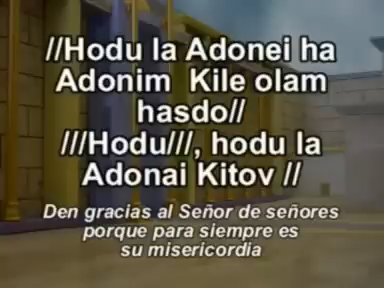 //Hodu la Adonei ha
Adonim Kile olam
hasdo//
///Hodu///, hodu la
Adonai Kitov //
Den gracias al Señor de señores
porque para siempre es
su misericordia